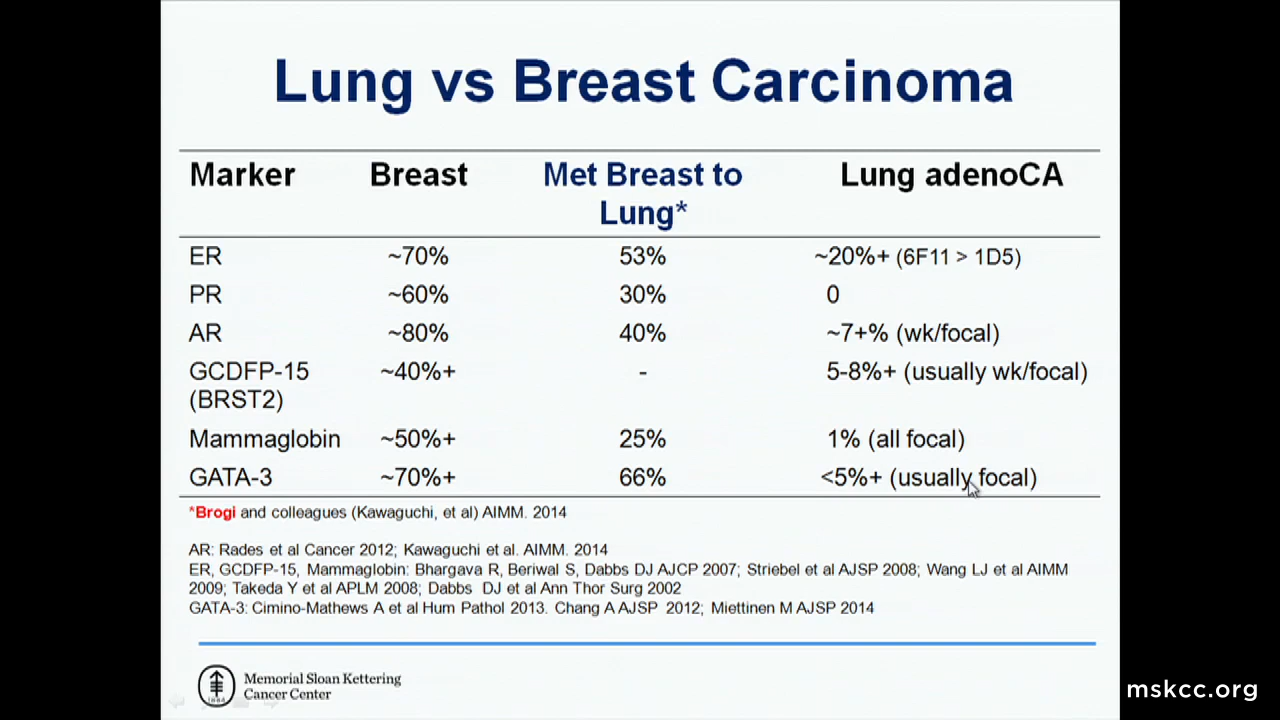 Lung vs Breast Carcinoma
Marker Breast Met Breast to Lung* Lung adenoCA
ER ~70% 53% ~20%+ (6F11 > 1D5)
PR ~60% 30% 0
AR ~80% 40% ~7+% (wk/focal)
GCDFP-15 (BRST2) ~40%+ - 5-8%+ (usually wk/focal)
Mammaglobin ~50%+ 25% 1% (all focal)
GATA-3 ~70%+ 66% <5%+ (usually focal)
*Brogi and colleagues (Kawaguchi, et al) AIMM. 2014
AR: Rades et al Cancer 2012; Kawaguchi et al. AIMM. 2014
ER, GCDFP-15, Mammaglobin: Bhargava R, Beriwal S, Dabbs DJ AJCP 2007; Striebel et al AJSP 2008; Wang LJ et al AIMM
2009; Takeda Y et al APLM 2008; Dabbs DJ et al Ann Thor Surg 2002
GATA-3: Cimino-Mathews A et al Hum Pathol 2013. Chang A AJSP 2012; Miettinen M AJSP 2014
Memorial Sloan Kettering
Cancer Center
mskcc.org